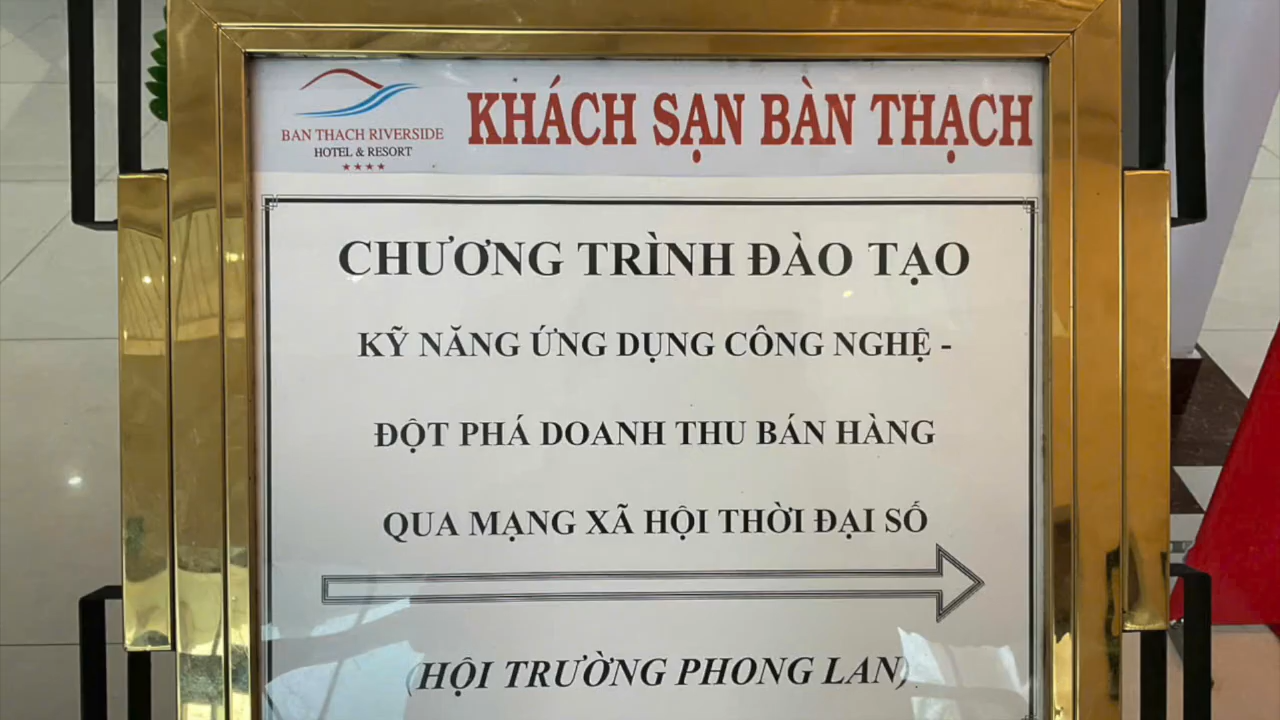 BAN THACH RIVERSIDE
HOTEL & RESORT
★★★★
KHÁCH SẠN BÀN THẠCH
CHƯƠNG TRÌNH ĐÀO TẠO
KỸ NĂNG ỨNG DỤNG CÔNG NGHỆ -
ĐỘT PHÁ DOANH THU BÁN HÀNG
QUA MẠNG XÃ HỘI THỜI ĐẠI SỐ
(HỘI TRƯỜNG PHONG LAN)